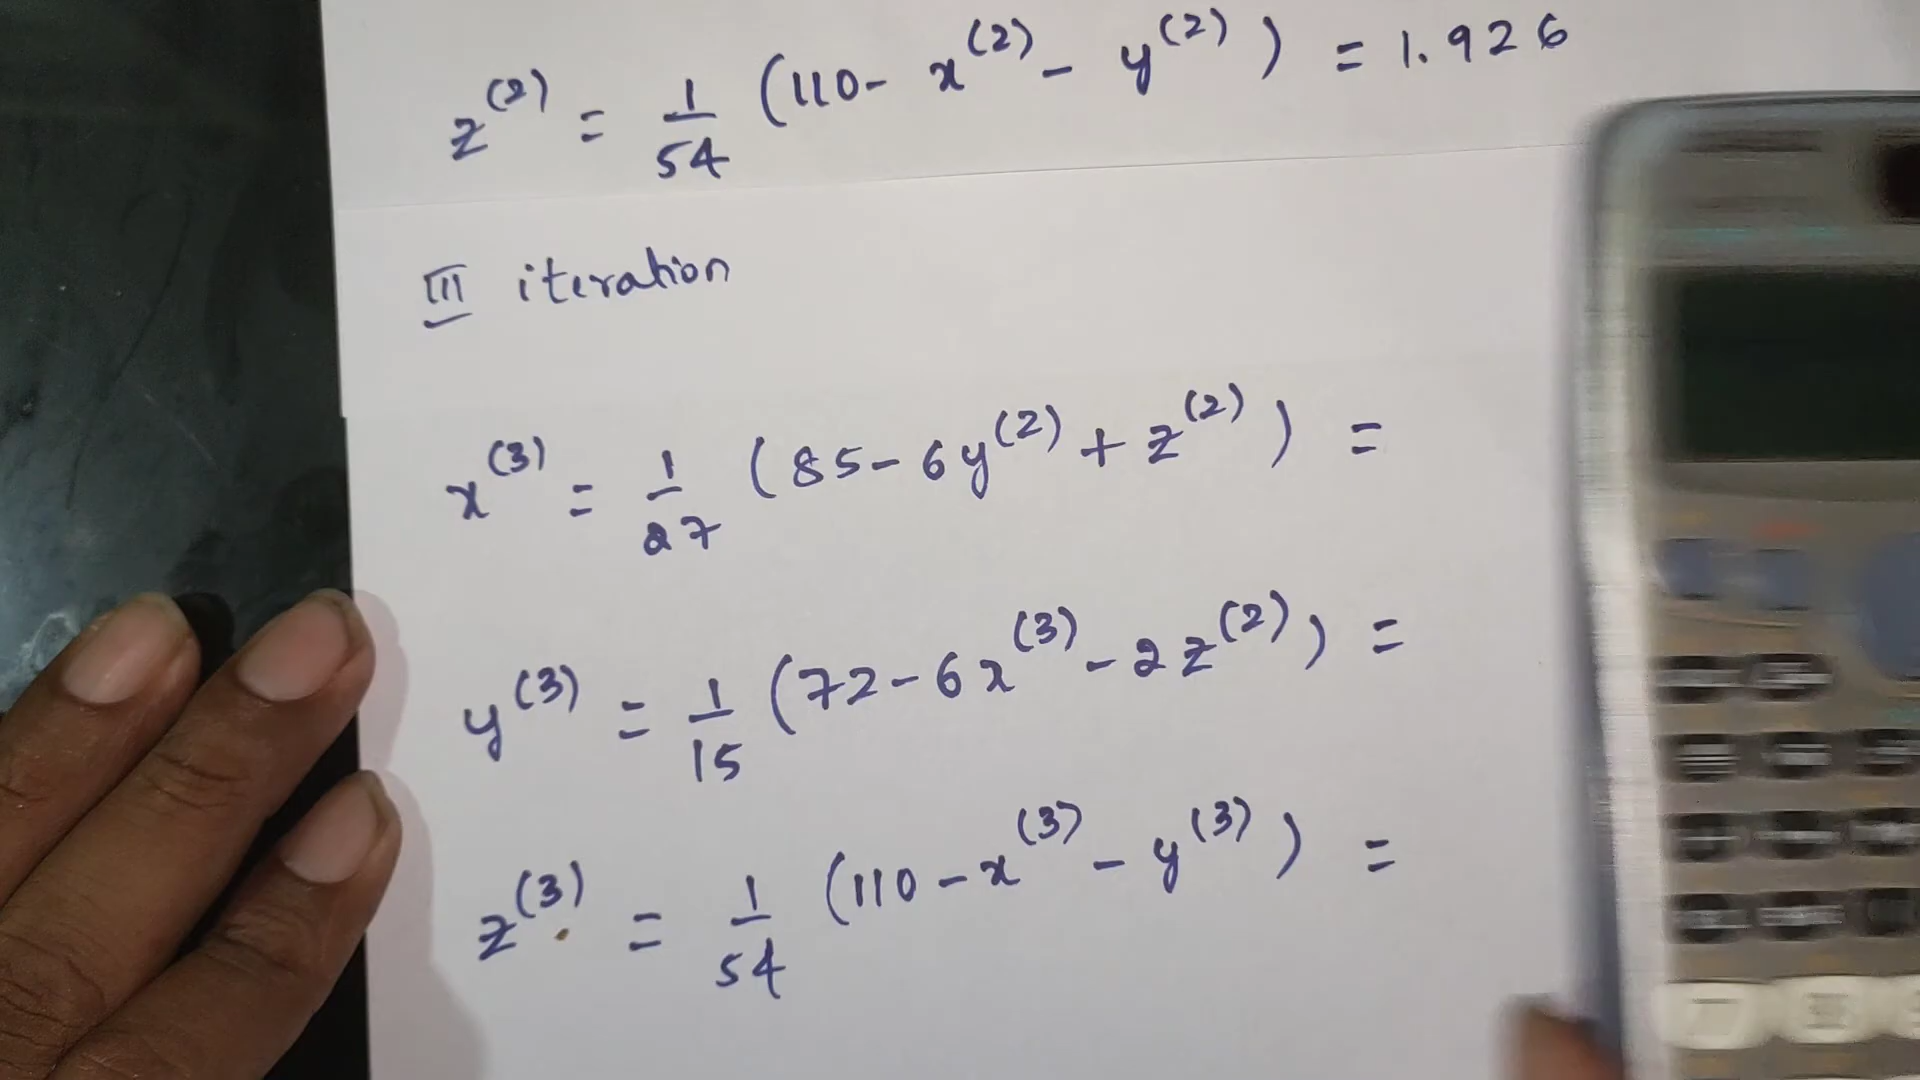 z^(2) = 1/54 (110- x^(2) - y^(2)) = 1.926
III iteration
x^(3) = 1/27 (85-6y^(2) + z^(2)) =
y^(3) = 1/15 (72-6x^(3) - 2z^(2)) =
z^(3) = 1/54 (110-x^(3) - y^(3)) =